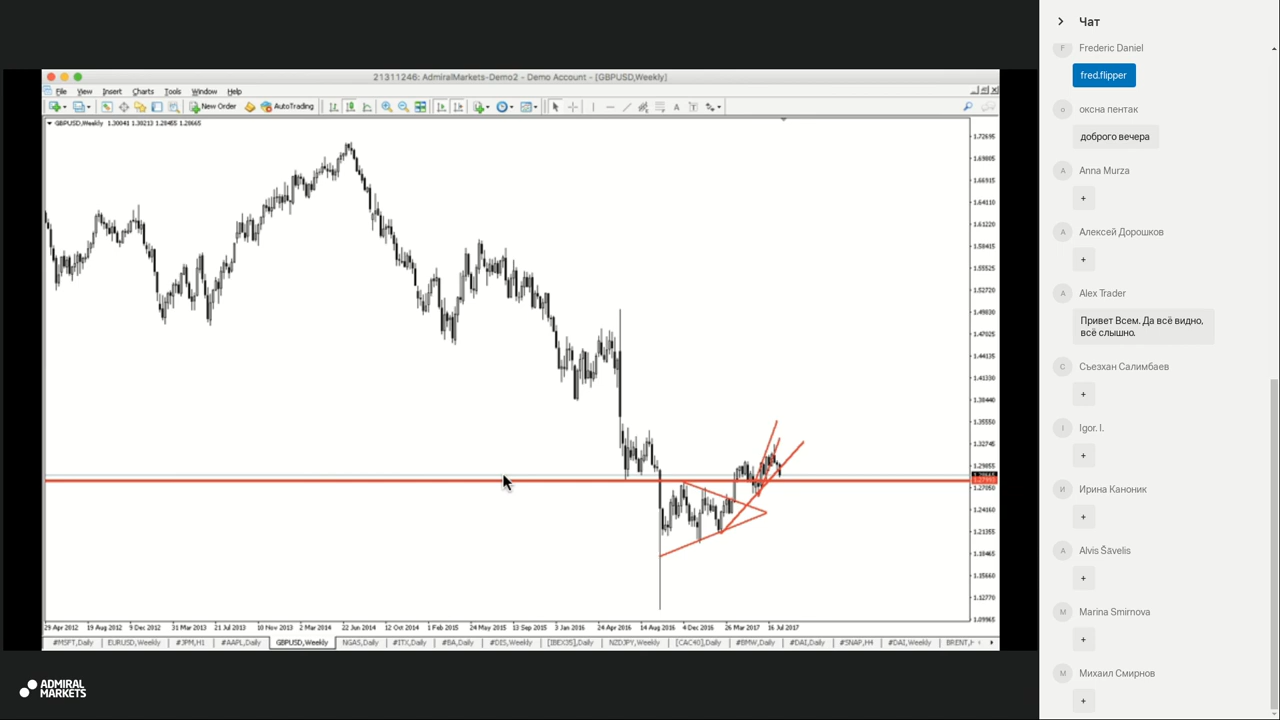 21311246: AdmiralMarkets-Demo2 - Demo Account - [GBPUSD,Weekly]
File View Insert Charts Tools Window Help
New Order AutoTrading
GBPUSD,Weekly 1.30041 1.30213 1.28455 1.28665
1.72695
1.69805
1.66915
1.64110
1.61220
1.58415
1.55525
1.52720
1.49830
1.47025
1.44135
1.41330
1.38440
1.35550
1.32745
1.29855
1.27050
1.24160
1.21355
1.18465
1.15660
1.12770
1.09965
29 Apr 2012 19 Aug 2012 9 Dec 2012 31 Mar 2013 21 Jul 2013 10 Nov 2013 2 Mar 2014 22 Jun 2014 12 Oct 2014 1 Feb 2015 24 May 2015 13 Sep 2015 3 Jan 2016 24 Apr 2016 14 Aug 2016 4 Dec 2016 26 Mar 2017 16 Jul 2017
#MSFT,Daily EURUSD,Weekly #JPM,H1 #AAPL,Daily GBPUSD,Weekly NGAS,Daily #ITX,Daily #BA,Daily #DIS,Weekly [IBEX35],Daily NZDJPY,Weekly [CAC40],Daily #BMW,Daily #DAI,Daily #SNAP,H4 #DAI,Weekly
ADMIRAL
MARKETS
Чат
F Frederic Daniel
fred.flipper
о оксна пентак
доброго вечера
A Anna Murza
+
А Алексей Дорошков
+
A Alex Trader
Привет Всем. Да всё видно,
всё слышно.
С Съезхан Салимбаев
+
I Igor. I.
+
И Ирина Каноник
+
A Alvis Šāvelis
+
M Marina Smirnova
+
М Михаил Смирнов
+